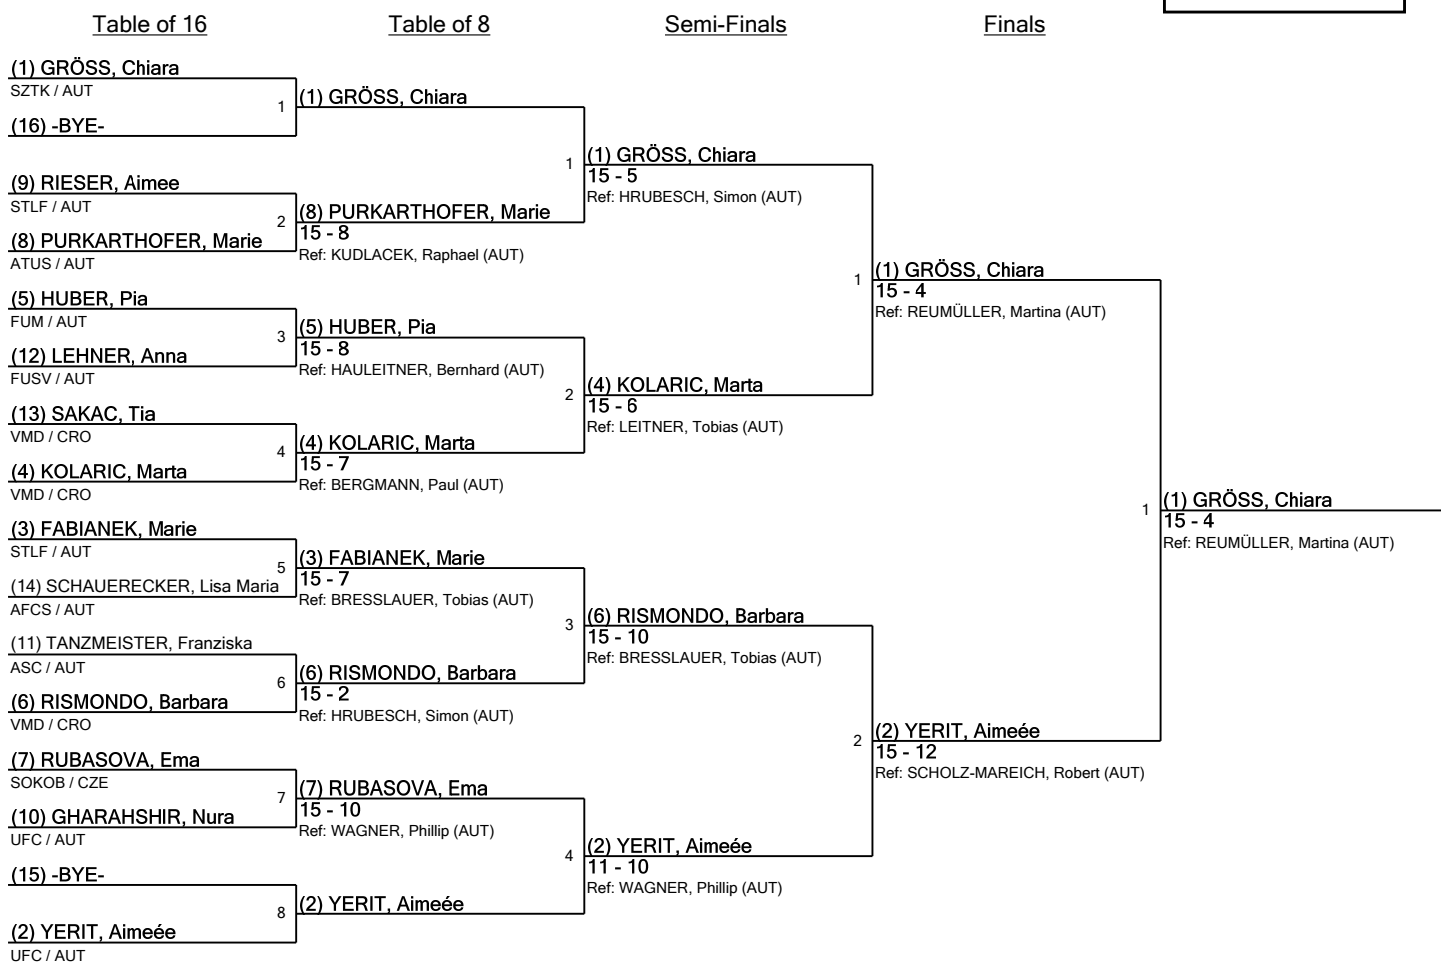 Table of 16
Table of 8
Semi-Finals
Finals
(1) GRÖSS, Chiara
SZTK / AUT
1
(16) -BYE-
(9) RIESER, Aimee
STLF / AUT
2
(8) PURKARTHOFER, Marie
ATUS / AUT
(5) HUBER, Pia
FUM / AUT
3
(12) LEHNER, Anna
FUSV / AUT
(13) SAKAC, Tia
VMD / CRO
4
(4) KOLARIC, Marta
VMD / CRO
(3) FABIANEK, Marie
STLF / AUT
5
(14) SCHAUERECKER, Lisa Maria
AFCS / AUT
(11) TANZMEISTER, Franziska
ASC / AUT
6
(6) RISMONDO, Barbara
VMD / CRO
(7) RUBASOVA, Ema
SOKOB / CZE
7
(10) GHARAHSHIR, Nura
UFC / AUT
(15) -BYE-
8
(2) YERIT, Aimeée
UFC / AUT
(1) GRÖSS, Chiara
1
(8) PURKARTHOFER, Marie
15 - 8
Ref: KUDLACEK, Raphael (AUT)
(5) HUBER, Pia
15 - 8
Ref: HAULEITNER, Bernhard (AUT)
2
(4) KOLARIC, Marta
15 - 7
Ref: BERGMANN, Paul (AUT)
(3) FABIANEK, Marie
15 - 7
Ref: BRESSLAUER, Tobias (AUT)
3
(6) RISMONDO, Barbara
15 - 2
Ref: HRUBESCH, Simon (AUT)
(7) RUBASOVA, Ema
15 - 10
Ref: WAGNER, Phillip (AUT)
4
(2) YERIT, Aimeée
(1) GRÖSS, Chiara
15 - 5
Ref: HRUBESCH, Simon (AUT)
1
(4) KOLARIC, Marta
15 - 6
Ref: LEITNER, Tobias (AUT)
(6) RISMONDO, Barbara
15 - 10
Ref: BRESSLAUER, Tobias (AUT)
2
(2) YERIT, Aimeée
11 - 10
Ref: WAGNER, Phillip (AUT)
(1) GRÖSS, Chiara
15 - 4
Ref: REUMÜLLER, Martina (AUT)
1
(2) YERIT, Aimeée
15 - 12
Ref: SCHOLZ-MAREICH, Robert (AUT)
(1) GRÖSS, Chiara
15 - 4
Ref: REUMÜLLER, Martina (AUT)